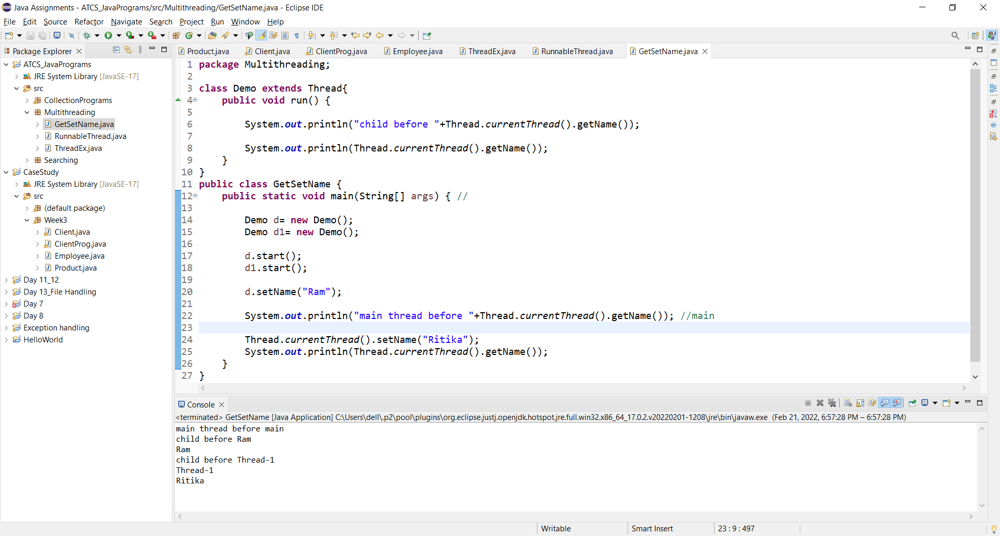 Java Assignments - ATCS_JavaPrograms/src/Multithreading/GetSetName.java - Eclipse IDE
File Edit Source Refactor Navigate Search Project Run Window Help
Package Explorer
ATCS_JavaPrograms
JRE System Library [JavaSE-17]
src
CollectionPrograms
Multithreading
GetSetName.java
RunnableThread.java
ThreadEx.java
Searching
CaseStudy
JRE System Library [JavaSE-17]
src
(default package)
Week3
Client.java
ClientProg.java
Employee.java
Product.java
Day 11_12
Day 13_File Handling
Day 7
Day 8
Exception handling
HelloWorld
Product.java Client.java ClientProg.java Employee.java ThreadEx.java RunnableThread.java GetSetName.java
1 package Multithreading;
2
3 class Demo extends Thread{
4     public void run() {
5
6         System.out.println("child before "+Thread.currentThread().getName());
7
8         System.out.println(Thread.currentThread().getName());
9     }
10 }
11 public class GetSetName {
12     public static void main(String[] args) { //
13
14         Demo d= new Demo();
15         Demo d1= new Demo();
16
17         d.start();
18         d1.start();
19
20         d.setName("Ram");
21
22         System.out.println("main thread before "+Thread.currentThread().getName()); //main
23
24         Thread.currentThread().setName("Ritika");
25         System.out.println(Thread.currentThread().getName());
26     }
27 }
Console
<terminated> GetSetName [Java Application] C:\Users\dell\.p2\pool\plugins\org.eclipse.justj.openjdk.hotspot.jre.full.win32.x86_64_17.0.2.v20220201-1208\jre\bin\javaw.exe (Feb 21, 2022, 6:57:28 PM – 6:57:28 PM)
main thread before main
child before Ram
Ram
child before Thread-1
Thread-1
Ritika
Writable Smart Insert 23 : 9 : 497